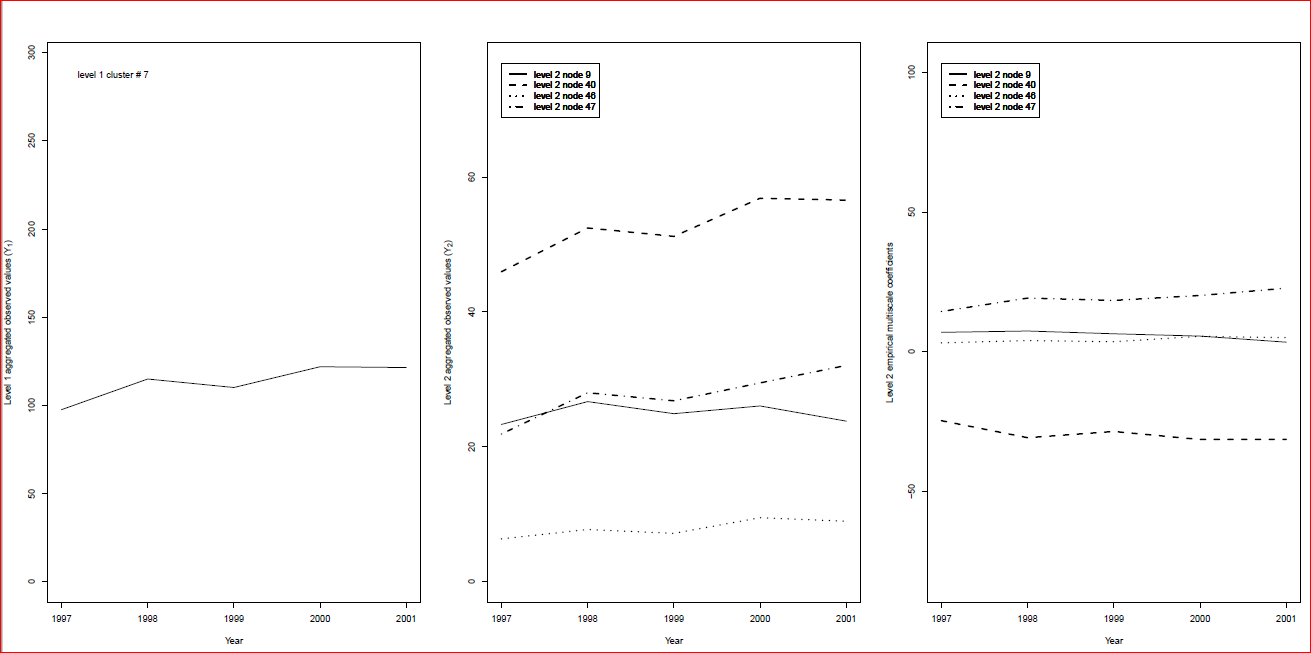 Level 1 aggregated observed values (Y1)
300
250
200
150
100
50
0
level 1 cluster # 7
1997 1998 1999 2000 2001
Year
Level 2 aggregated observed values (Y2)
60
40
20
0
level 2 node 9
level 2 node 40
level 2 node 46
level 2 node 47
1997 1998 1999 2000 2001
Year
Level 2 empirical multiscale coefficients
100
50
0
−50
level 2 node 9
level 2 node 40
level 2 node 46
level 2 node 47
1997 1998 1999 2000 2001
Year